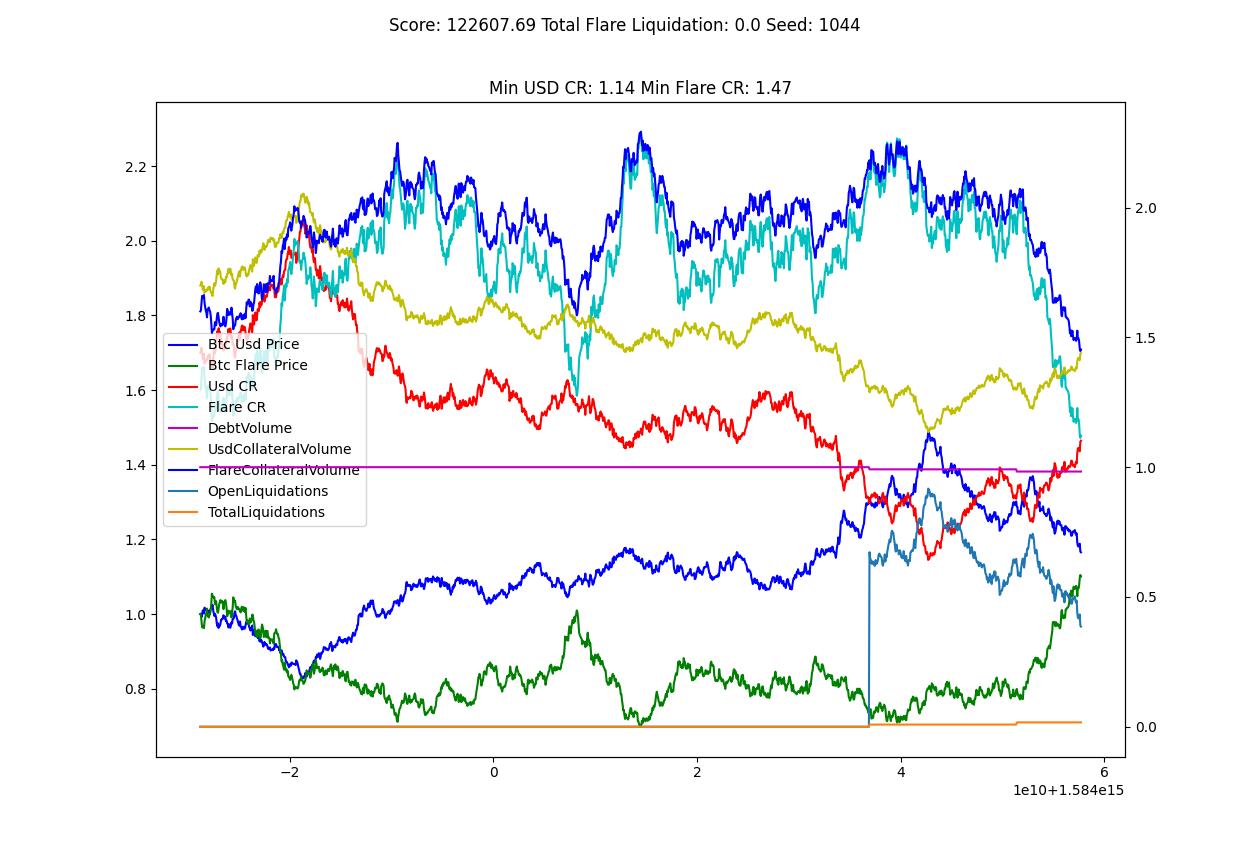 Score: 122607.69 Total Flare Liquidation: 0.0 Seed: 1044
Min USD CR: 1.14 Min Flare CR: 1.47
2.2
2.0
1.8
1.6
1.4
1.2
1.0
0.8
Btc Usd Price
Btc Flare Price
Usd CR
Flare CR
DebtVolume
UsdCollateralVolume
FlareCollateralVolume
OpenLiquidations
TotalLiquidations
2.0
1.5
1.0
0.5
0.0
−2 0 2 4 6
1e10+1.584e15